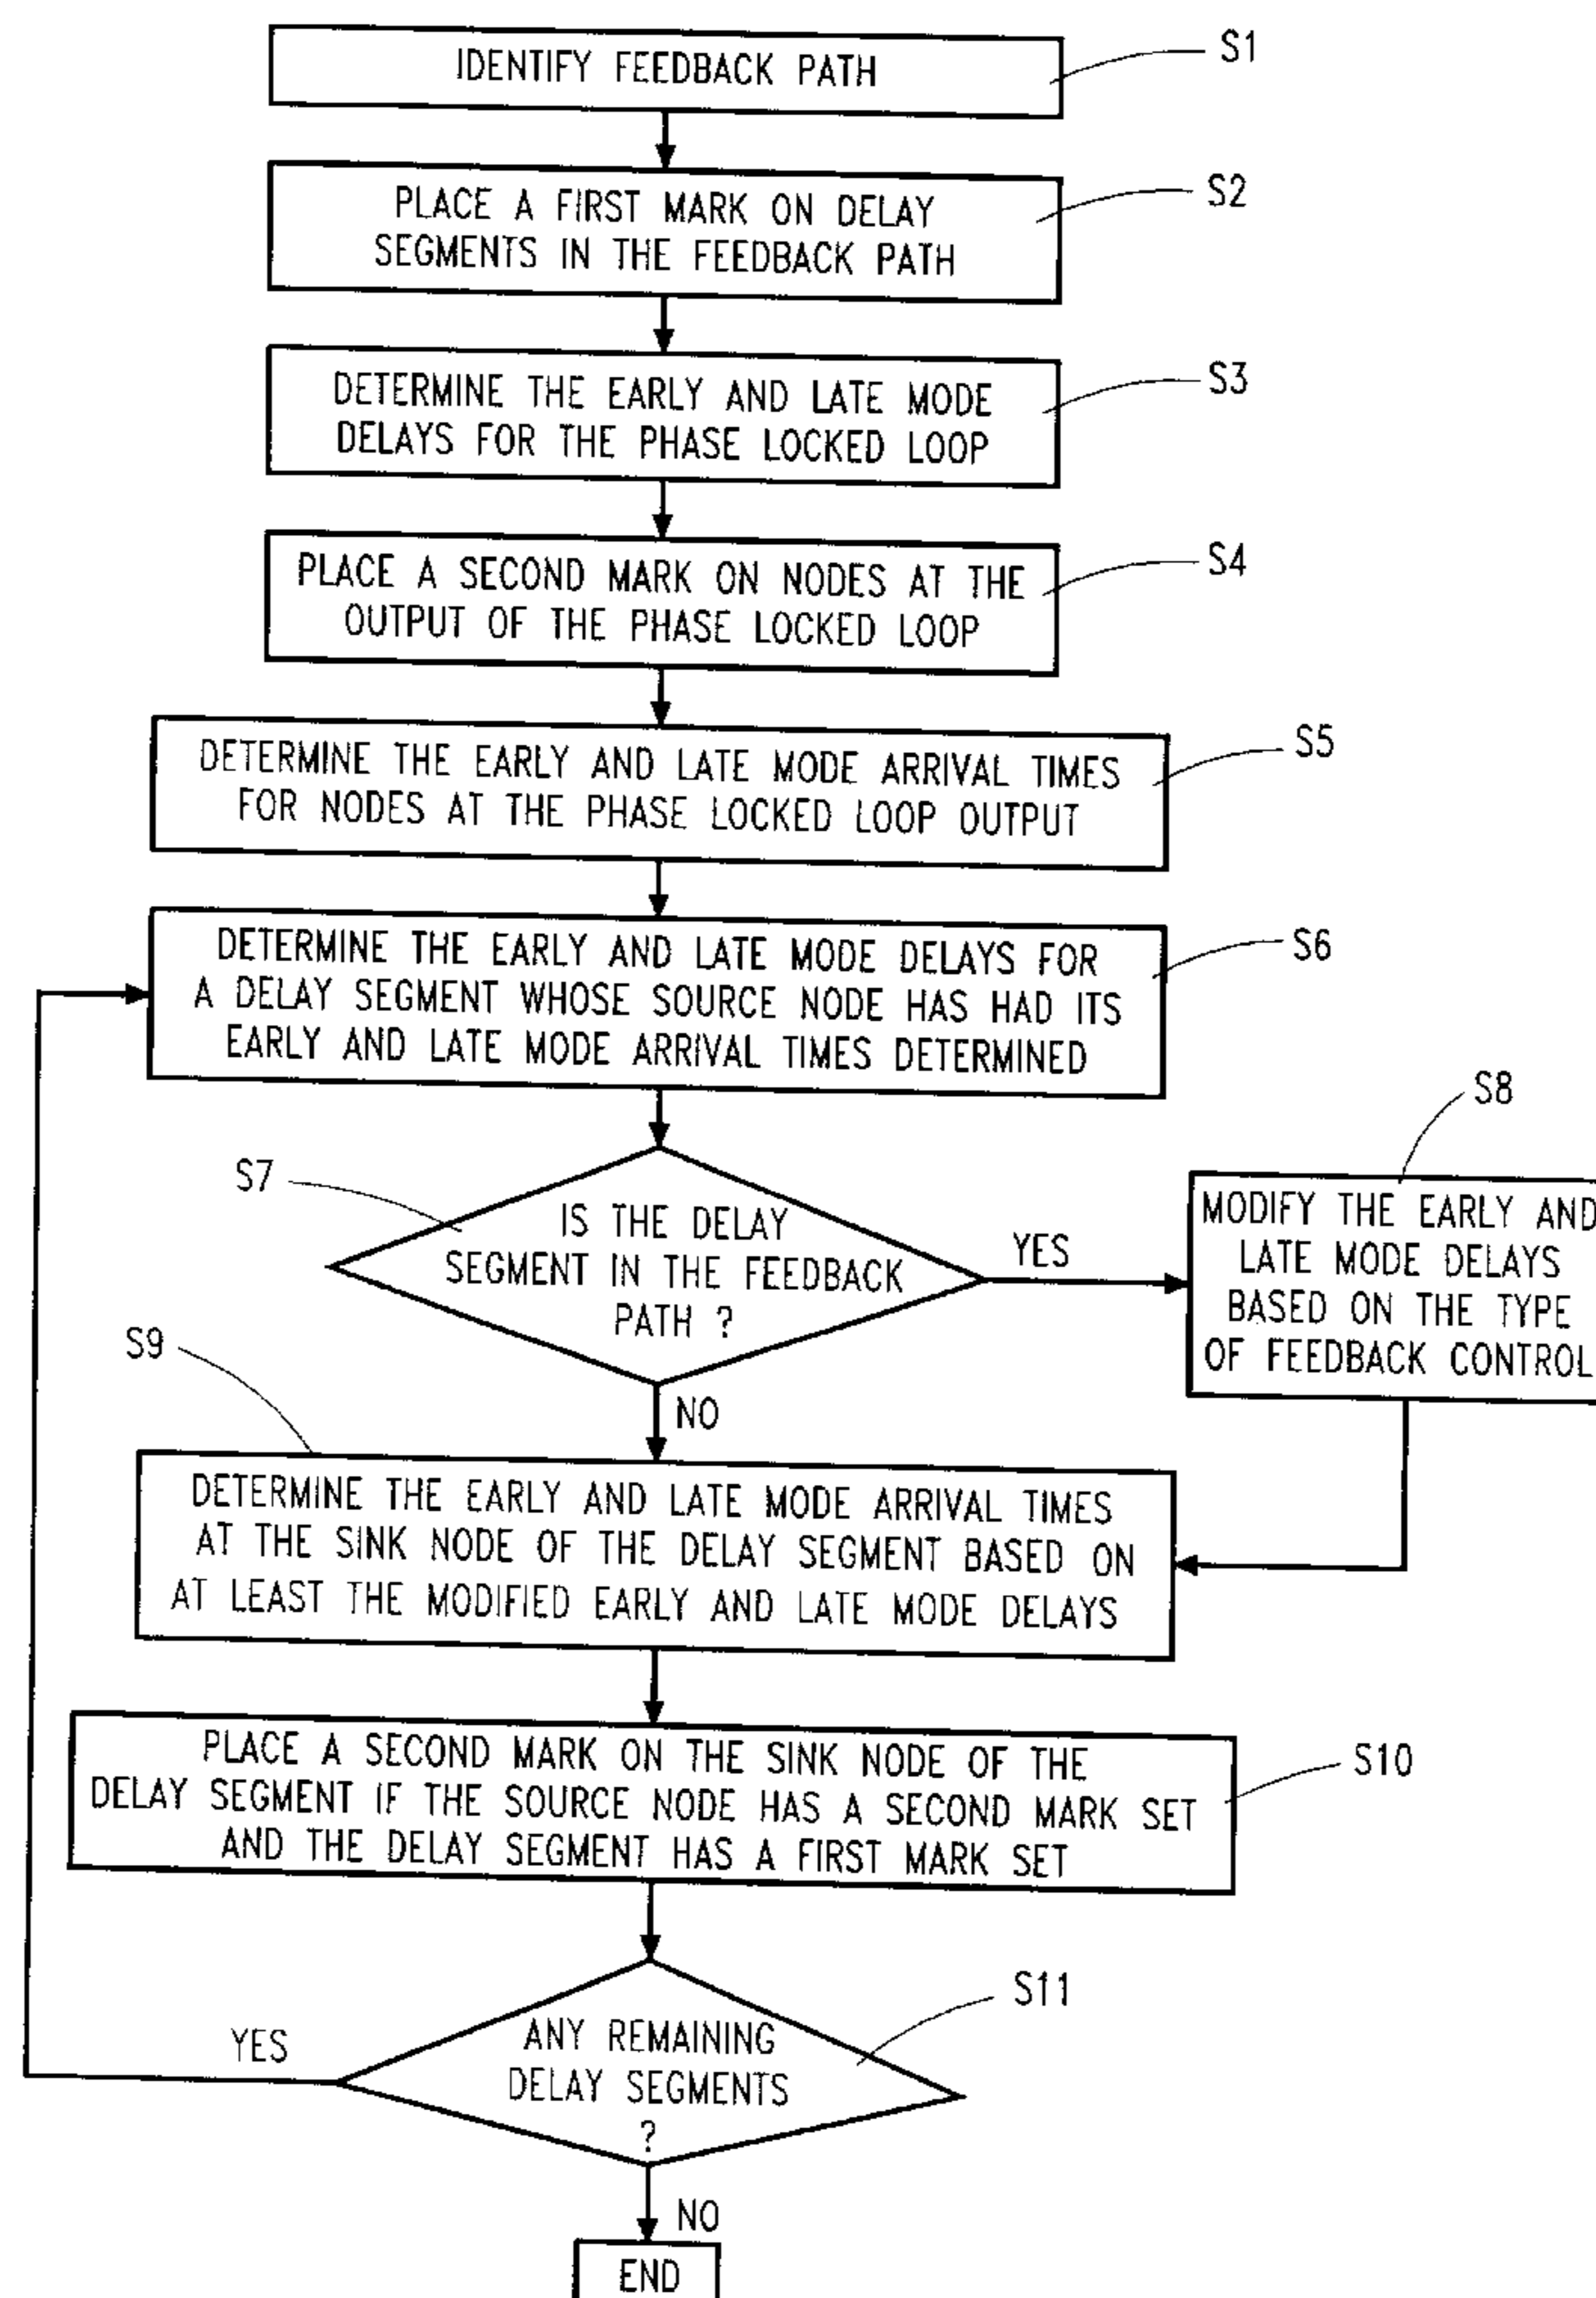 IDENTIFY FEEDBACK PATH
S1
PLACE A FIRST MARK ON DELAY
SEGMENTS IN THE FEEDBACK PATH
S2
DETERMINE THE EARLY AND LATE MODE
DELAYS FOR THE PHASE LOCKED LOOP
S3
PLACE A SECOND MARK ON NODES AT THE
OUTPUT OF THE PHASE LOCKED LOOP
S4
DETERMINE THE EARLY AND LATE MODE ARRIVAL TIMES
FOR NODES AT THE PHASE LOCKED LOOP OUTPUT
S5
DETERMINE THE EARLY AND LATE MODE DELAYS FOR
A DELAY SEGMENT WHOSE SOURCE NODE HAS HAD ITS
EARLY AND LATE MODE ARRIVAL TIMES DETERMINED
S6
S7
IS THE DELAY
SEGMENT IN THE FEEDBACK
PATH ?
YES
NO
S8
MODIFY THE EARLY AND
LATE MODE DELAYS
BASED ON THE TYPE
OF FEEDBACK CONTROL
S9
DETERMINE THE EARLY AND LATE MODE ARRIVAL TIMES
AT THE SINK NODE OF THE DELAY SEGMENT BASED ON
AT LEAST THE MODIFIED EARLY AND LATE MODE DELAYS
PLACE A SECOND MARK ON THE SINK NODE OF THE
DELAY SEGMENT IF THE SOURCE NODE HAS A SECOND MARK SET
AND THE DELAY SEGMENT HAS A FIRST MARK SET
S10
S11
ANY REMAINING
DELAY SEGMENTS
?
YES
NO
END